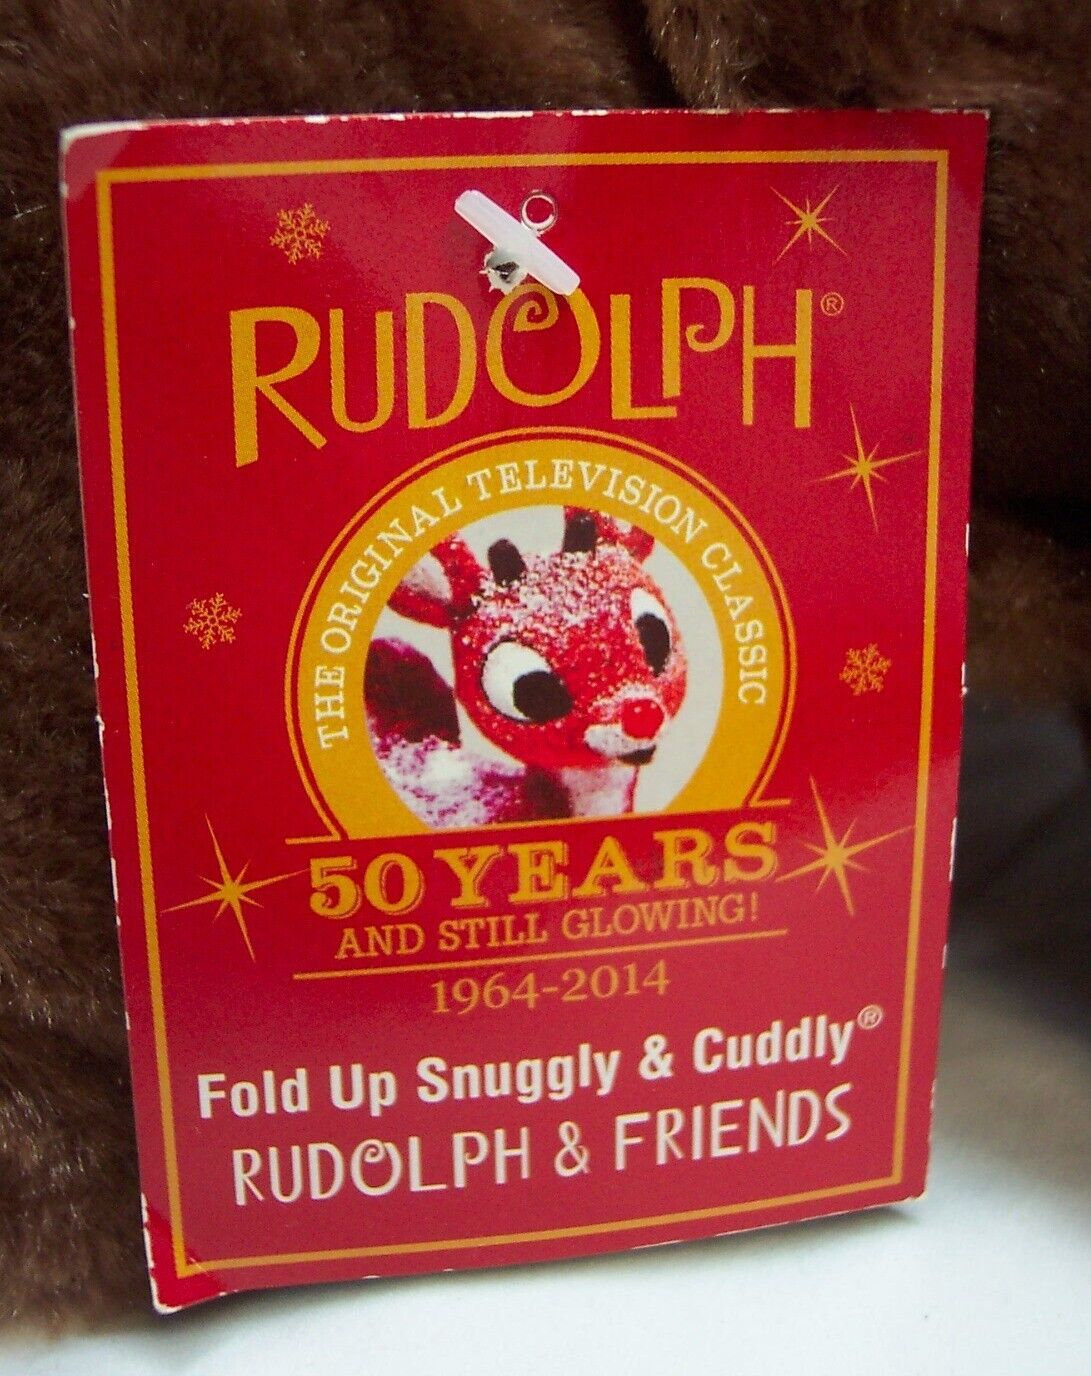 RUDOLPH®
THE ORIGINAL TELEVISION CLASSIC
50 YEARS
AND STILL GLOWING!
1964-2014
Fold Up Snuggly & Cuddly®
RUDOLPH & FRIENDS